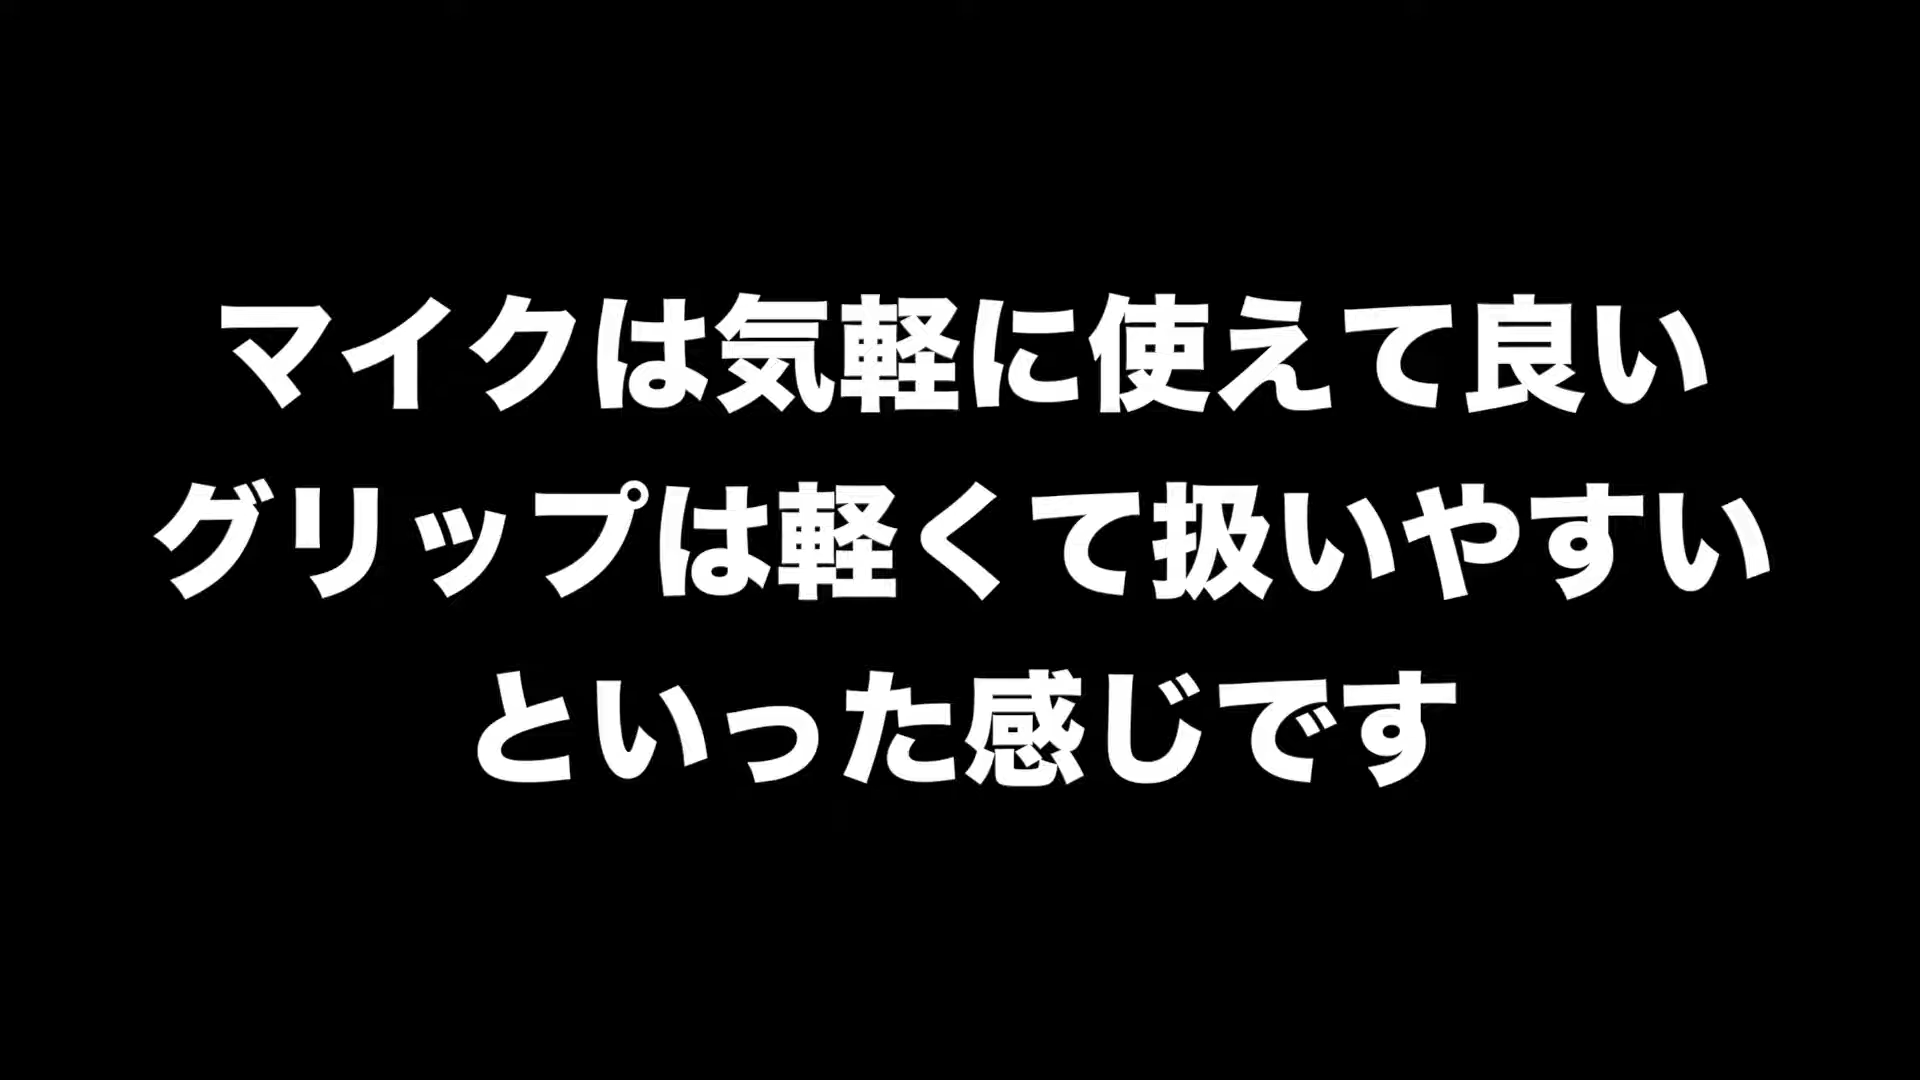 マイクは気軽に使えて良い
グリップは軽くて扱いやすい
といった感じです